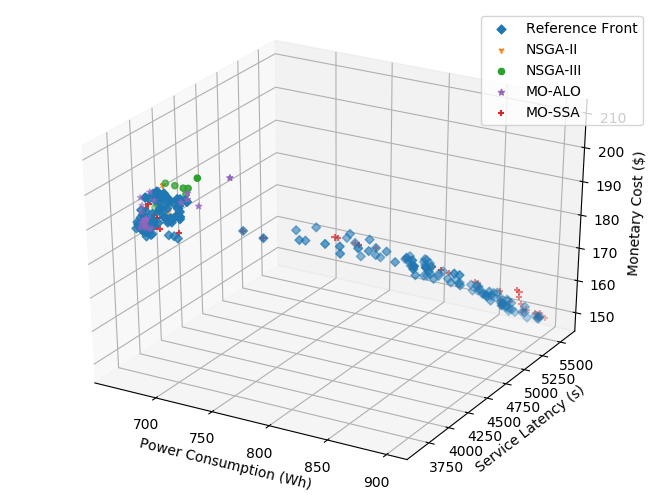 Reference Front
NSGA-II
NSGA-III
MO-ALO
MO-SSA
210
200
190
180
170
160
150
Monetary Cost ($)
5500
5250
5000
4750
4500
4250
4000
3750
Service Latency (s)
700
750
800
850
900
Power Consumption (Wh)